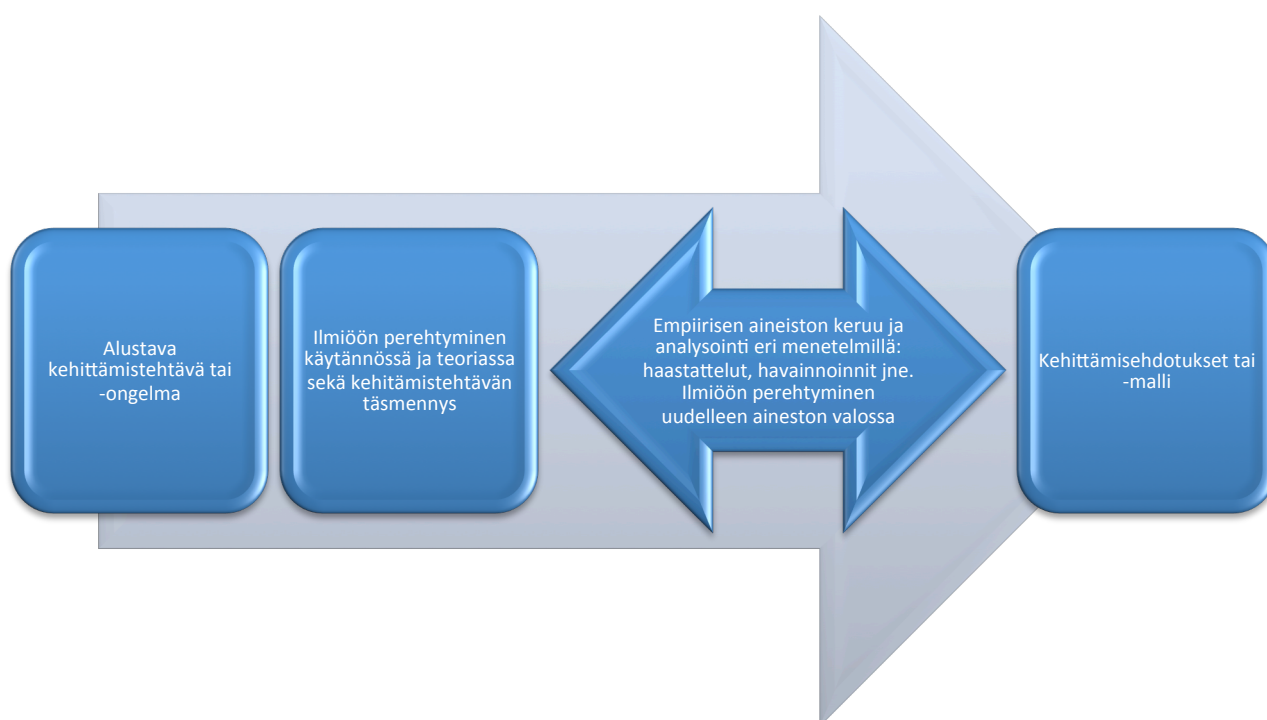 Alustava
kehittämistehtävä tai
-ongelma
Ilmiöön perehtyminen
käytännössä ja teoriassa
sekä kehitämistehtävän
täsmennys
Empiirisen aineiston keruu ja
analysointi eri menetelmillä:
haastattelut, havainnoinnit jne.
Ilmiöön perehtyminen
uudelleen aineston valossa
Kehittämisehdotukset tai
-malli